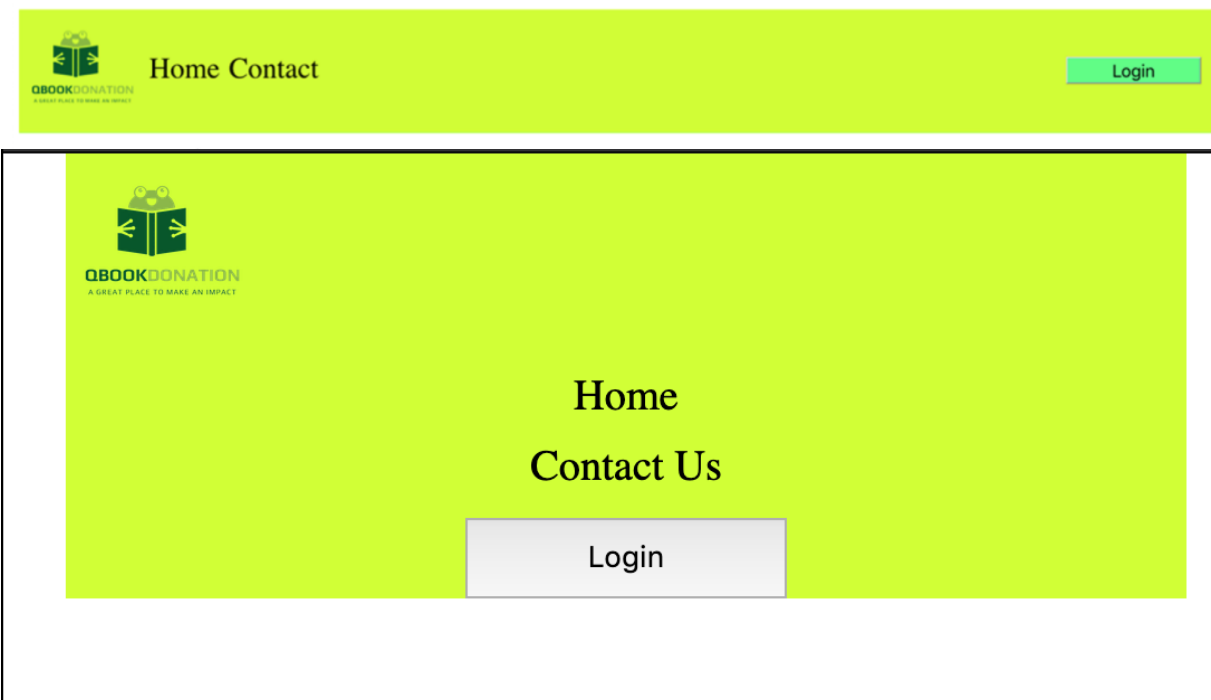 Home Contact
Login
QBOOKDONATION
A GREAT PLACE TO MAKE AN IMPACT
QBOOKDONATION
A GREAT PLACE TO MAKE AN IMPACT
Home
Contact Us
Login